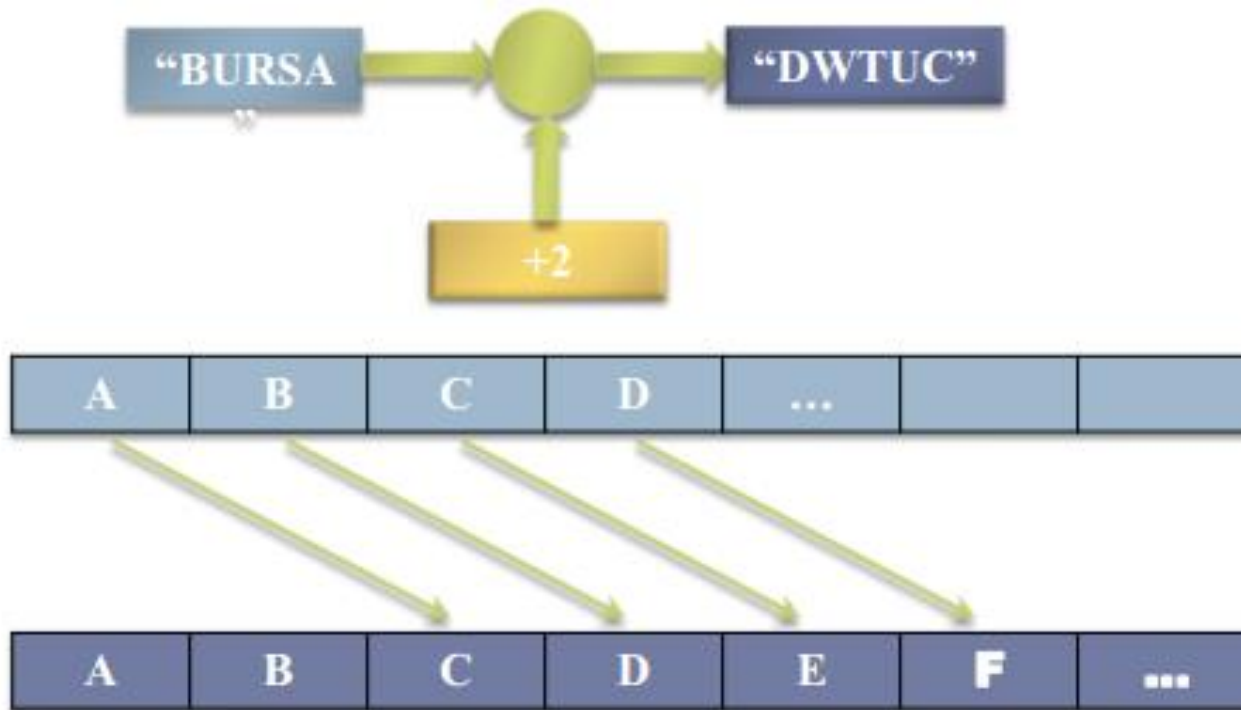 “BURSA
”
“DWTUC”
+2
A B C D ...
A B C D E F ...